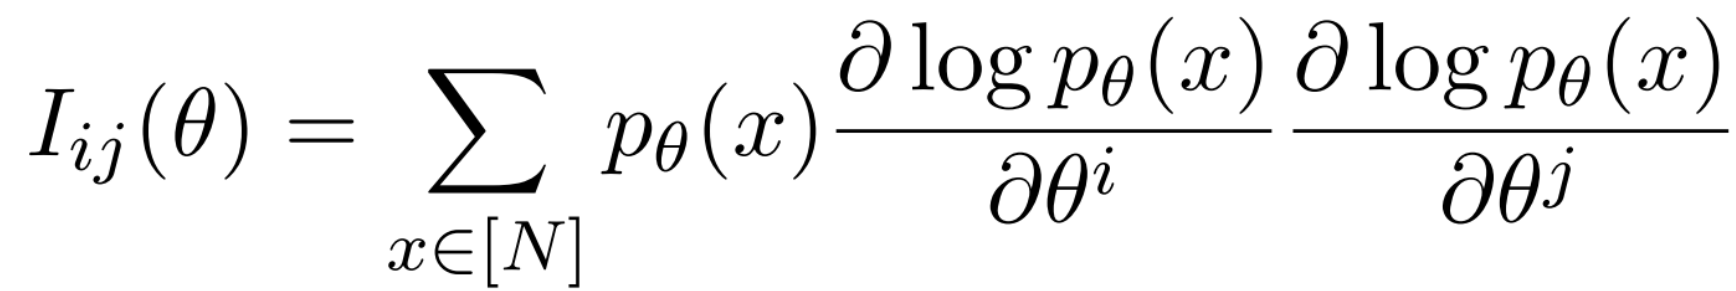 $I_{ij}(\theta) = \sum_{x \in [N]} p_\theta(x) \frac{\partial \log p_\theta(x)}{\partial \theta^i} \frac{\partial \log p_\theta(x)}{\partial \theta^j}$